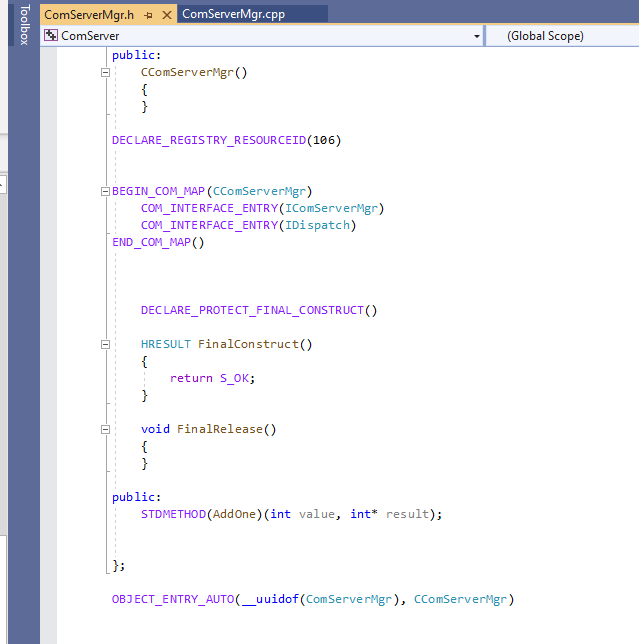 Toolbox
ComServerMgr.h
ComServerMgr.cpp
ComServer
(Global Scope)
public:
CComServerMgr()
{
}
DECLARE_REGISTRY_RESOURCEID(106)
BEGIN_COM_MAP(CComServerMgr)
COM_INTERFACE_ENTRY(IComServerMgr)
COM_INTERFACE_ENTRY(IDispatch)
END_COM_MAP()
DECLARE_PROTECT_FINAL_CONSTRUCT()
HRESULT FinalConstruct()
{
return S_OK;
}
void FinalRelease()
{
}
public:
STDMETHOD(AddOne)(int value, int* result);
};
OBJECT_ENTRY_AUTO(__uuidof(ComServerMgr), CComServerMgr)